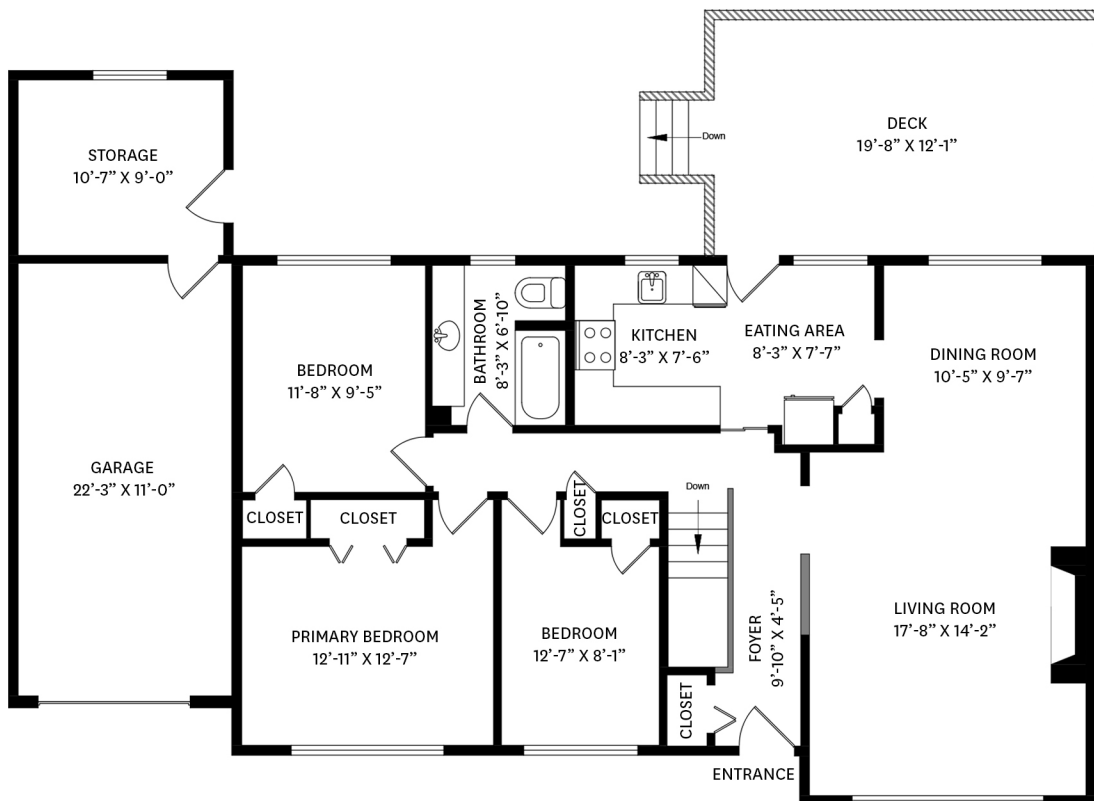 DECK
19'-8” X 12'-1”
Down
STORAGE
10'-7” X 9'-0”
BATHROOM
8'-3” X 6'-10”
KITCHEN
8'-3” X 7'-6”
EATING AREA
8'-3” X 7'-7”
DINING ROOM
10'-5” X 9'-7”
BEDROOM
11'-8” X 9'-5”
GARAGE
22'-3” X 11'-0”
CLOSET
CLOSET
CLOSET
CLOSET
Down
PRIMARY BEDROOM
12'-11” X 12'-7”
BEDROOM
12'-7” X 8'-1”
FOYER
9'-10” X 4'-5”
LIVING ROOM
17'-8” X 14'-2”
CLOSET
ENTRANCE